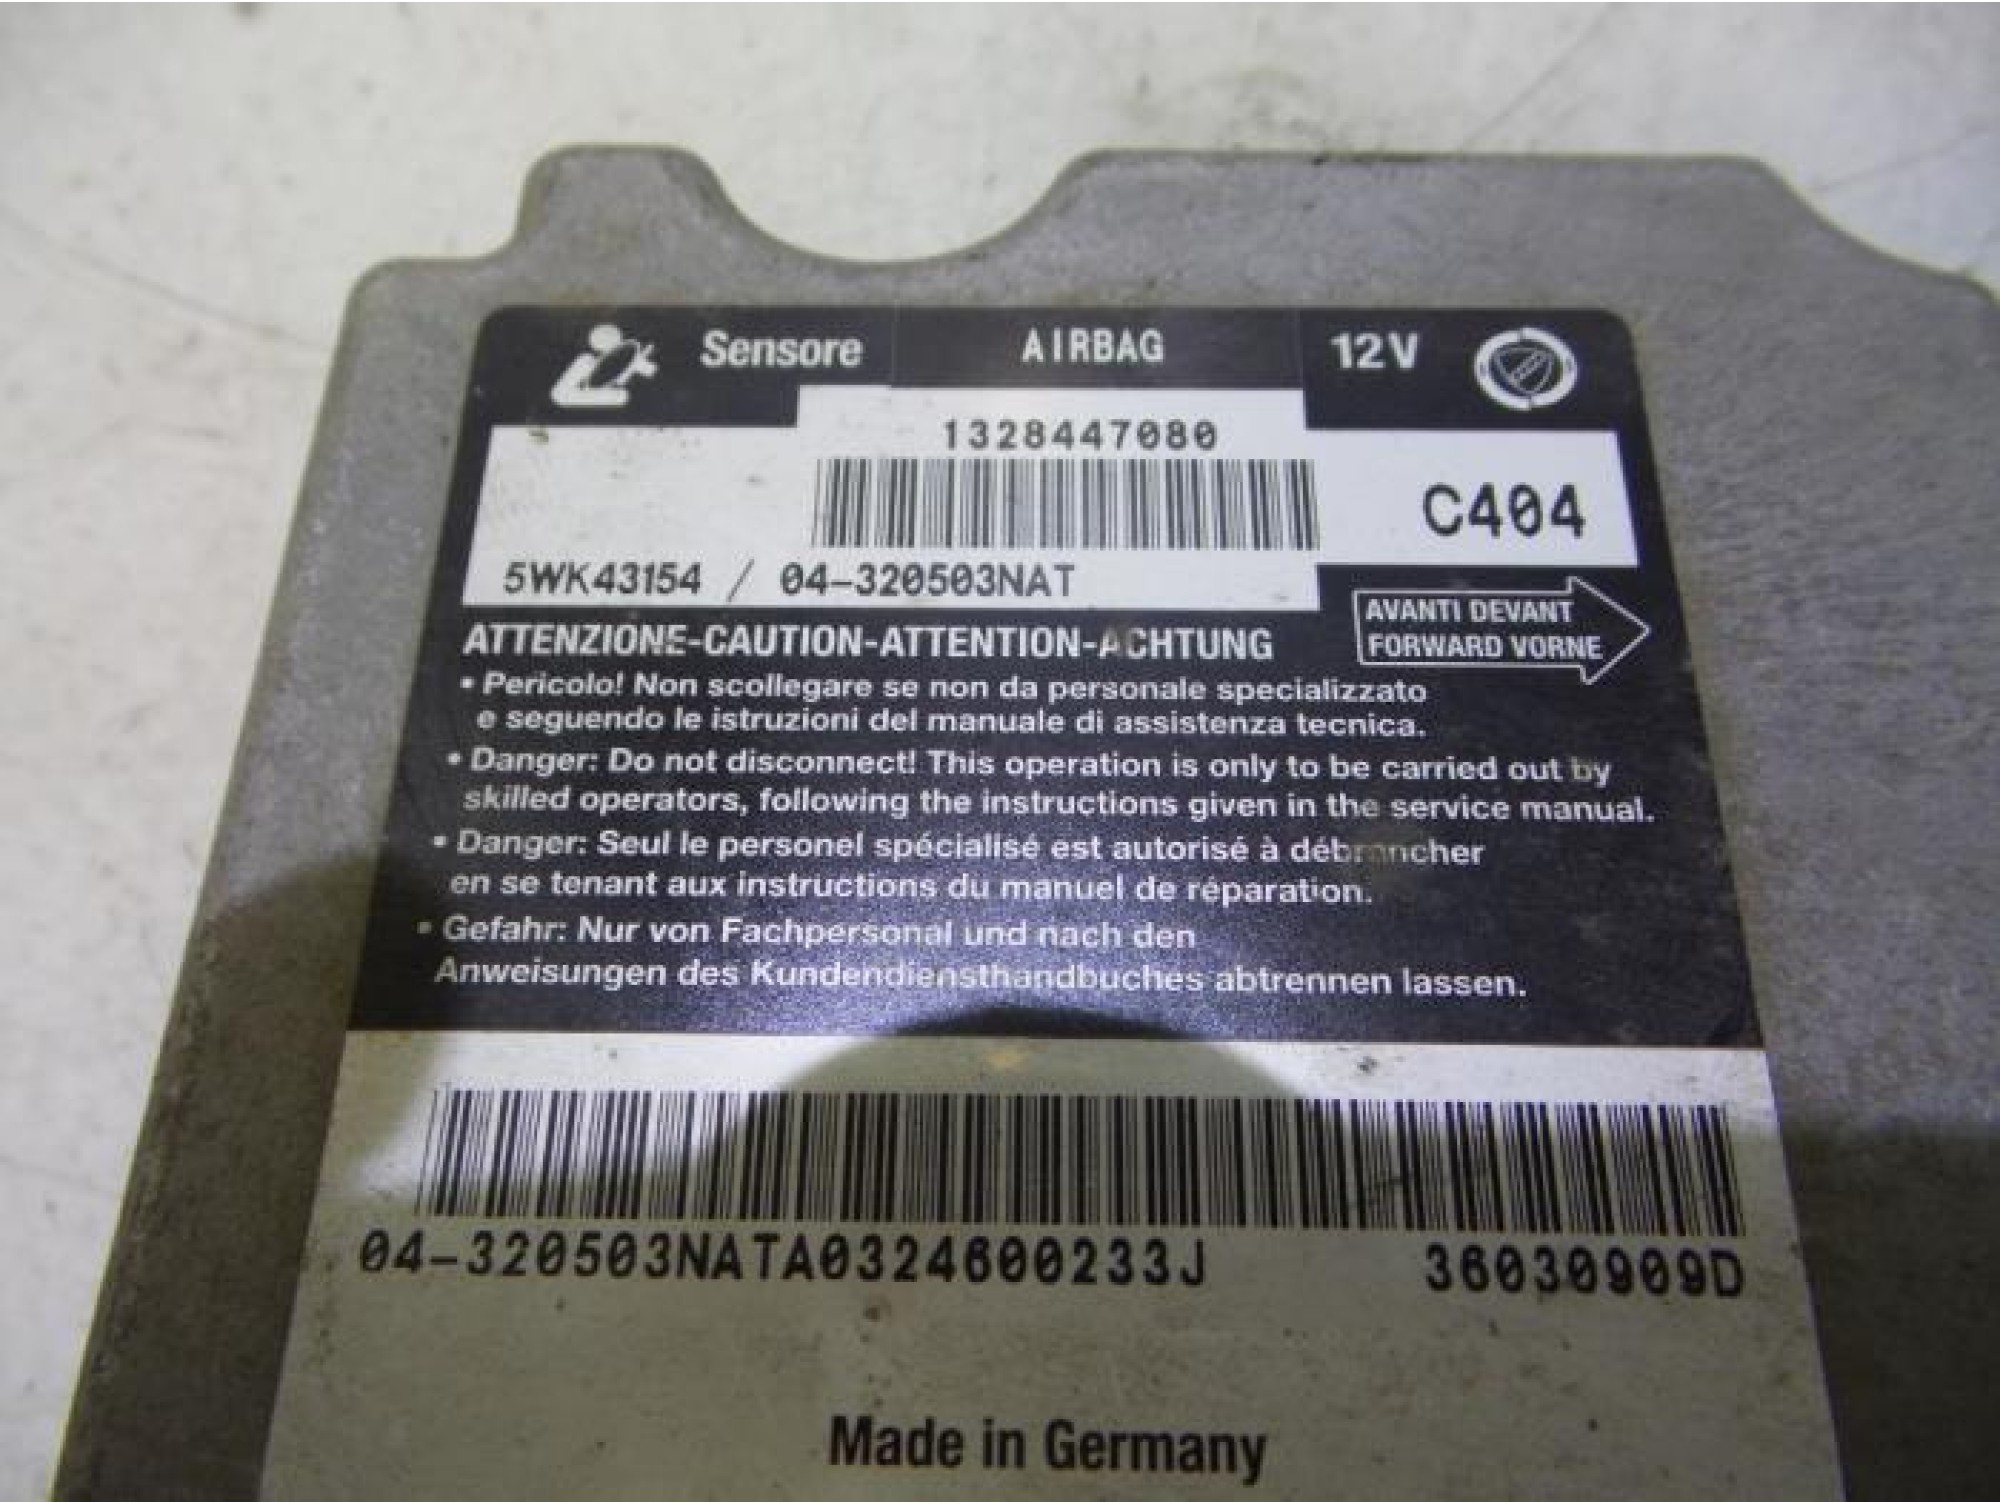 Sensore AIRBAG 12V
1328447080
C404
5WK43154 / 04-320503NAT
AVANTI DEVANT
FORWARD VORNE
ATTENZIONE-CAUTION-ATTENTION-ACHTUNG
• Pericolo! Non scollegare se non da personale specializzato
e seguendo le istruzioni del manuale di assistenza tecnica.
• Danger: Do not disconnect! This operation is only to be carried out by
skilled operators, following the instructions given in the service manual.
• Danger: Seul le personel spécialisé est autorisé à débrancher
en se tenant aux instructions du manuel de réparation.
• Gefahr: Nur von Fachpersonal und nach den
Anweisungen des Kundendiensthandbuches abtrennen lassen.
04-320503NATA0324600233J 36030909D
Made in Germany